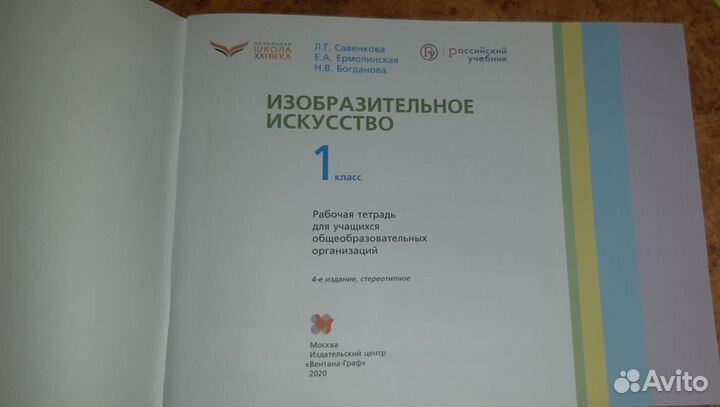 НАЧАЛЬНАЯ
ШКОЛА
XXI ВЕКА
Л.Г. Савенкова
Е.А. Ермолинская
Н.В. Богданова
Российский
учебник
ИЗОБРАЗИТЕЛЬНОЕ
ИСКУССТВО
1
класс
Рабочая тетрадь
для учащихся
общеобразовательных
организаций
4-е издание, стереотипное
Москва
Издательский центр
«Вентана-Граф»
2020
Avito